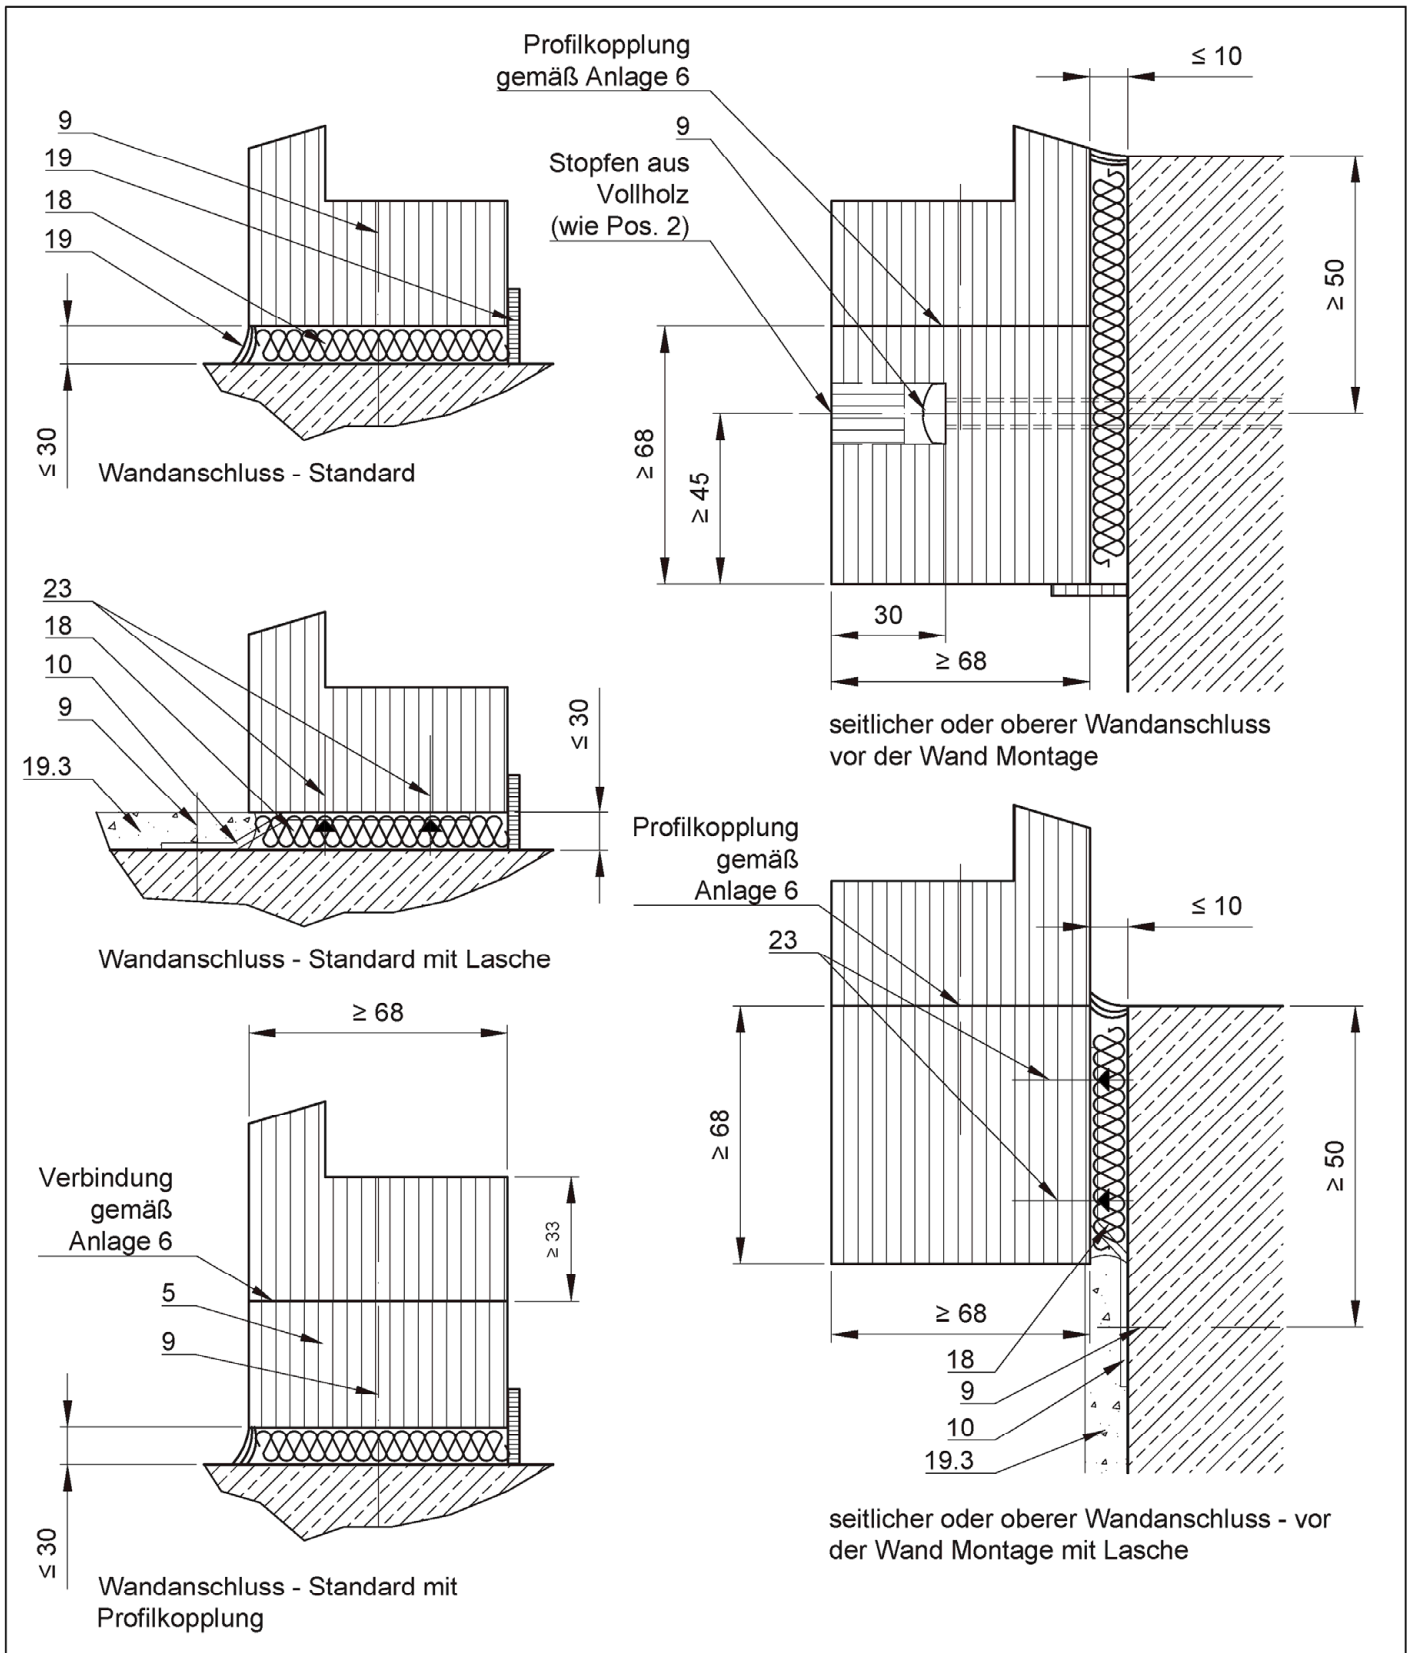 9
19
18
19
≤ 30
Wandanschluss - Standard
23
18
10
9
19.3
≤ 30
Wandanschluss - Standard mit Lasche
≥ 68
Verbindung
gemäß
Anlage 6
5
9
≥ 33
≤ 30
Wandanschluss - Standard mit
Profilkopplung
Profilkopplung
gemäß Anlage 6
9
Stopfen aus
Vollholz
(wie Pos. 2)
≤ 10
≥ 50
≥ 68
≥ 45
30
≥ 68
seitlicher oder oberer Wandanschluss
vor der Wand Montage
Profilkopplung
gemäß
Anlage 6
23
≤ 10
≥ 68
≥ 50
≥ 68
18
9
10
19.3
seitlicher oder oberer Wandanschluss - vor
der Wand Montage mit Lasche